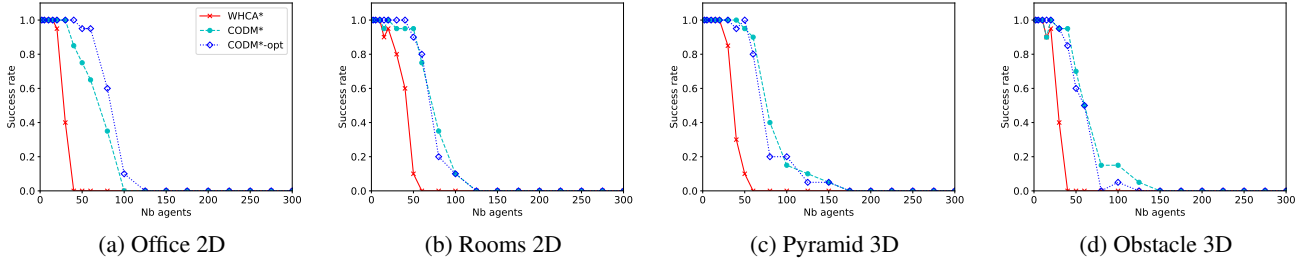 WHCA*
CODM*
CODM*-opt
Success rate
1.0
0.8
0.6
0.4
0.2
0.0
0 50 100 150 200 250 300
Nb agents
(a) Office 2D
Success rate
1.0
0.8
0.6
0.4
0.2
0.0
0 50 100 150 200 250 300
Nb agents
(b) Rooms 2D
Success rate
1.0
0.8
0.6
0.4
0.2
0.0
0 50 100 150 200 250 300
Nb agents
(c) Pyramid 3D
Success rate
1.0
0.8
0.6
0.4
0.2
0.0
0 50 100 150 200 250 300
Nb agents
(d) Obstacle 3D